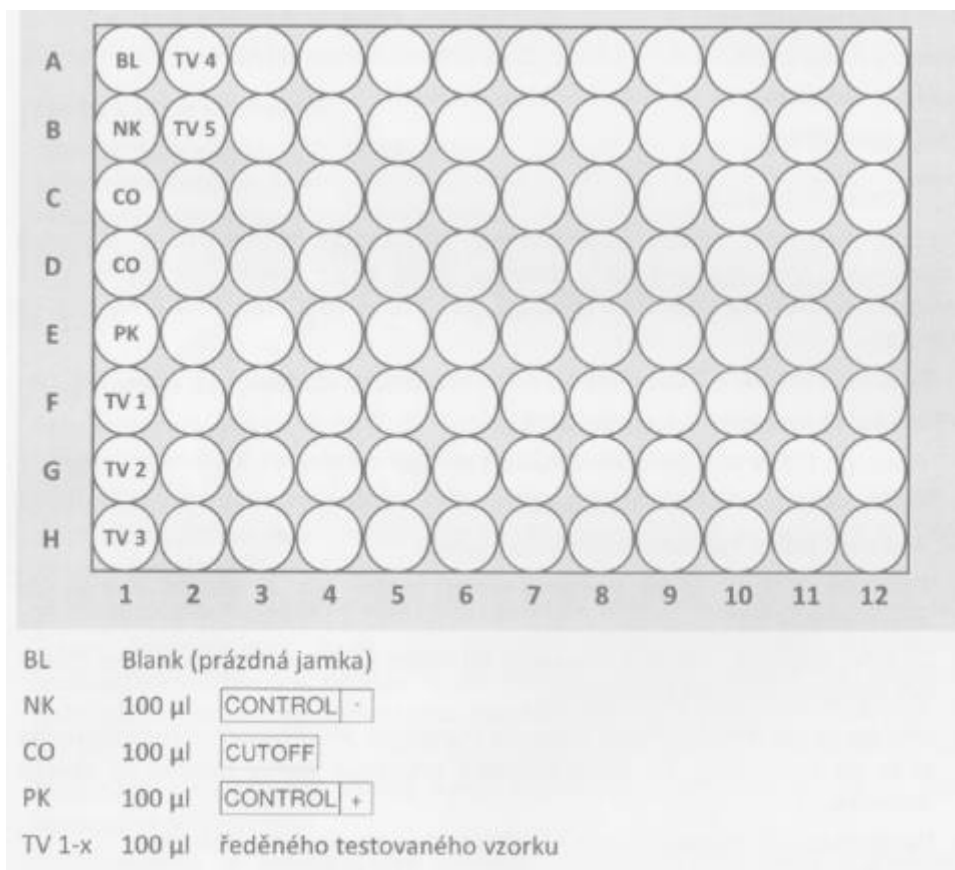 A BL TV 4
B NK TV 5
C CO
D CO
E PK
F TV 1
G TV 2
H TV 3
1 2 3 4 5 6 7 8 9 10 11 12
BL Blank (prázdná jamka)
NK 100 µl CONTROL -
CO 100 µl CUTOFF
PK 100 µl CONTROL +
TV 1-x 100 µl ředěného testovaného vzorku